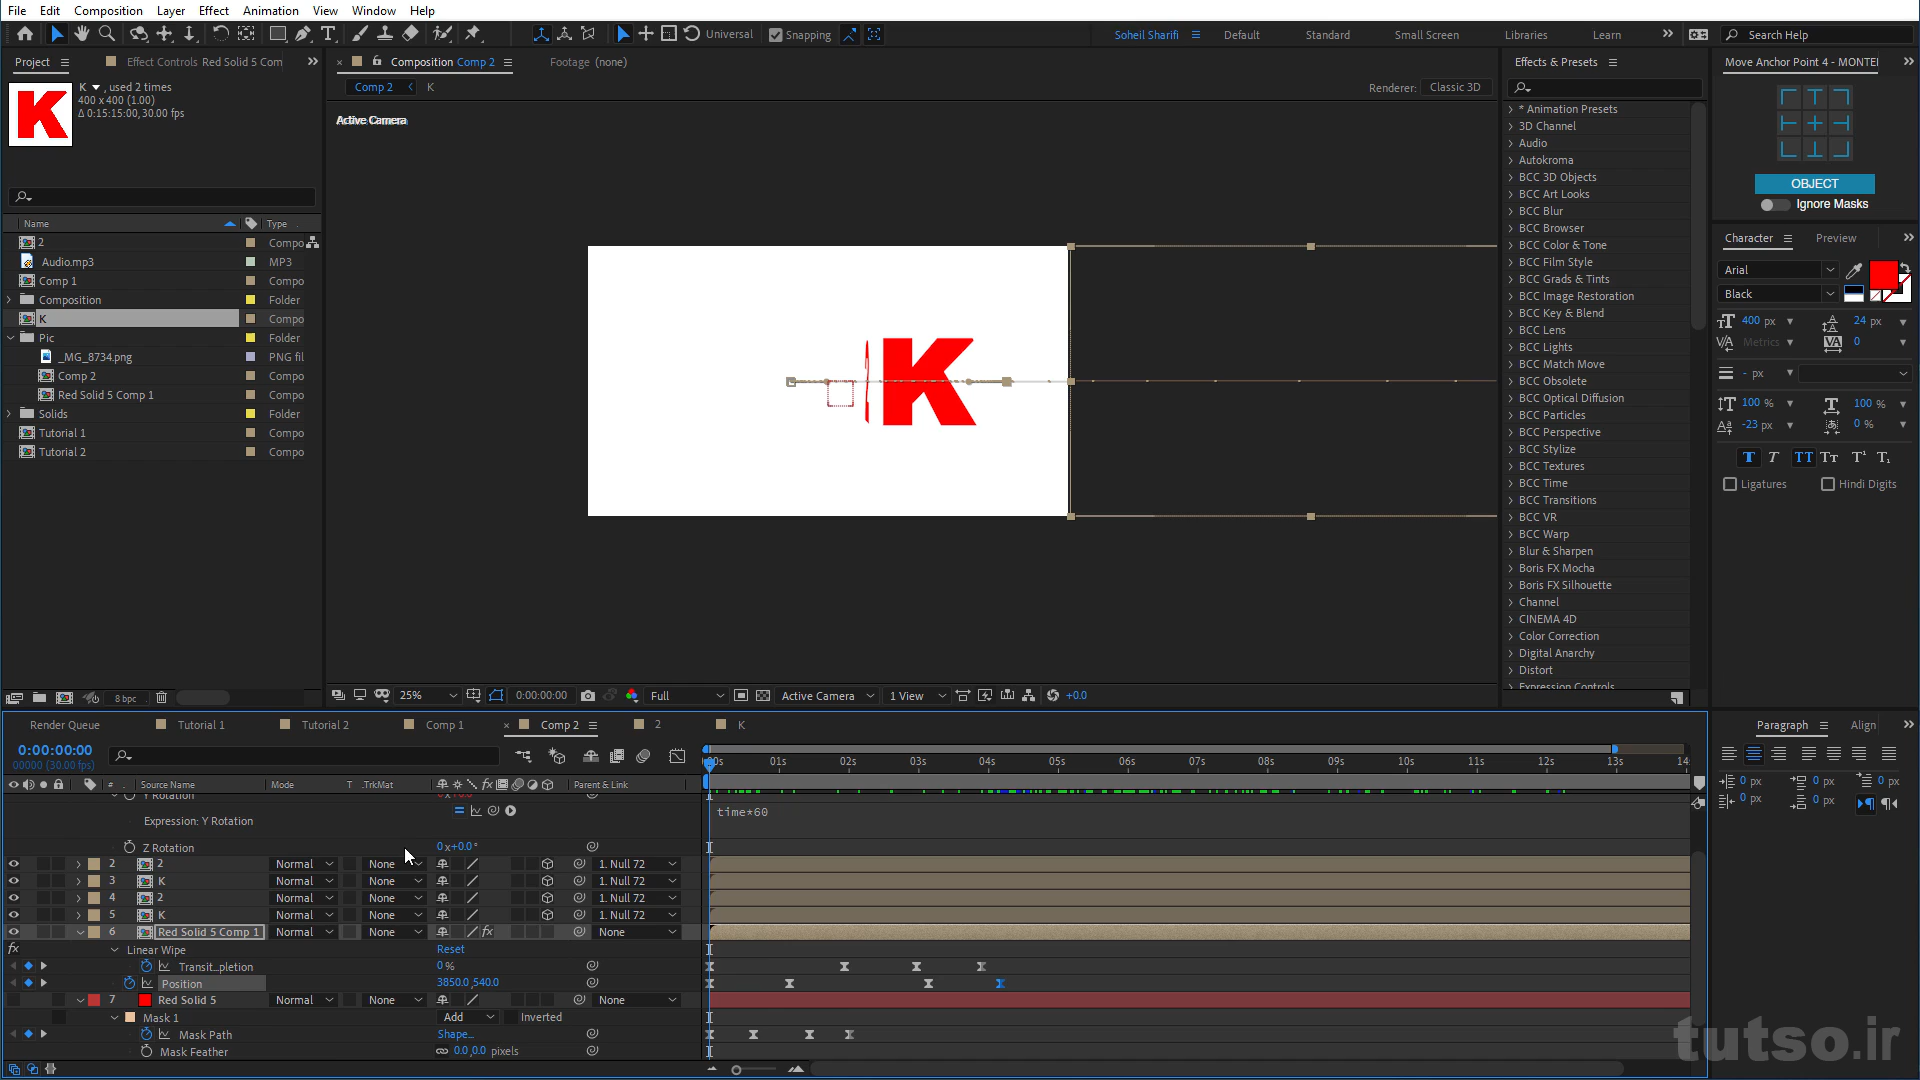 File Edit Composition Layer Effect Animation View Window Help
Universal Snapping Soheil Sharifi Default Standard Small Screen Libraries Learn Search Help
Project Effect Controls Red Solid 5 Com
K , used 2 times
400 x 400 (1.00)
Δ 0:15:15:00, 30.00 fps
Name Type
2 Compo
Audio.mp3 MP3
Comp 1 Compo
Composition Folder
K Compo
Pic Folder
_MG_8734.png PNG fil
Comp 2 Compo
Red Solid 5 Comp 1 Compo
Solids Folder
Tutorial 1 Compo
Tutorial 2 Compo
8 bpc
Composition Comp 2 Footage (none)
Comp 2 K Renderer: Classic 3D
Active Camera
K
25% 0:00:00:00 Full Active Camera 1 View +0.0
Effects & Presets
* Animation Presets
3D Channel
Audio
Autokroma
BCC 3D Objects
BCC Art Looks
BCC Blur
BCC Browser
BCC Color & Tone
BCC Film Style
BCC Grads & Tints
BCC Image Restoration
BCC Key & Blend
BCC Lens
BCC Lights
BCC Match Move
BCC Obsolete
BCC Optical Diffusion
BCC Particles
BCC Perspective
BCC Stylize
BCC Textures
BCC Time
BCC Transitions
BCC VR
BCC Warp
Blur & Sharpen
Boris FX Mocha
Boris FX Silhouette
Channel
CINEMA 4D
Color Correction
Digital Anarchy
Distort
Expression Controls
Move Anchor Point 4 - MONTE
OBJECT
Ignore Masks
Character Preview
Arial
Black
400 px 24 px
Metrics 0
- px
100 % 100 %
-23 px 0 %
Ligatures Hindi Digits
Render Queue Tutorial 1 Tutorial 2 Comp 1 Comp 2 2 K
0:00:00:00
00000 (30.00 fps)
00s 01s 02s 03s 04s 05s 06s 07s 08s 09s 10s 11s 12s 13s 14s
# Source Name Mode T .TrkMat Parent & Link
Y Rotation 0 x+0.0°
Expression: Y Rotation time*60
Z Rotation 0 x+0.0°
2 2 Normal None 1. Null 72
3 K Normal None 1. Null 72
4 2 Normal None 1. Null 72
5 K Normal None 1. Null 72
6 Red Solid 5 Comp 1 Normal None fx None
fx Linear Wipe Reset
Transit...pletion 0 %
Position 3850.0, 540.0
7 Red Solid 5 Normal None None
Mask 1 Add Inverted
Mask Path Shape...
Mask Feather 0.0, 0.0 pixels
Paragraph Align
0 px 0 px 0 px
0 px 0 px
tutso.ir